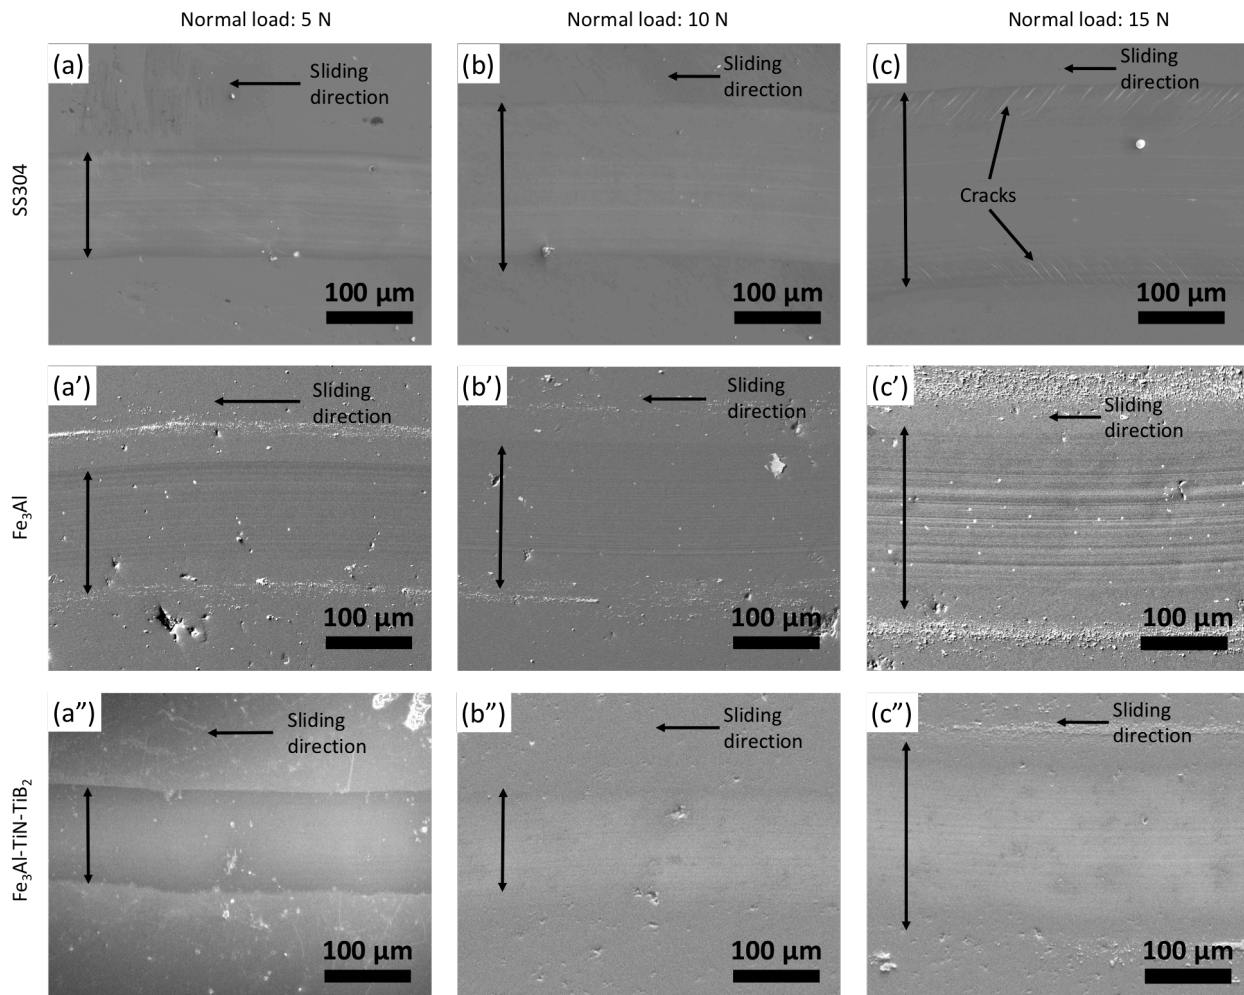 Normal load: 5 N
Normal load: 10 N
Normal load: 15 N
SS304
(a)
Sliding
direction
100 µm
(b)
Sliding
direction
100 µm
(c)
Sliding
direction
Cracks
100 µm
Fe₃Al
(a’)
Sliding
direction
100 µm
(b’)
Sliding
direction
100 µm
(c’)
Sliding
direction
100 µm
Fe₃Al-TiN-TiB₂
(a”)
Sliding
direction
100 µm
(b”)
Sliding
direction
100 µm
(c”)
Sliding
direction
100 µm